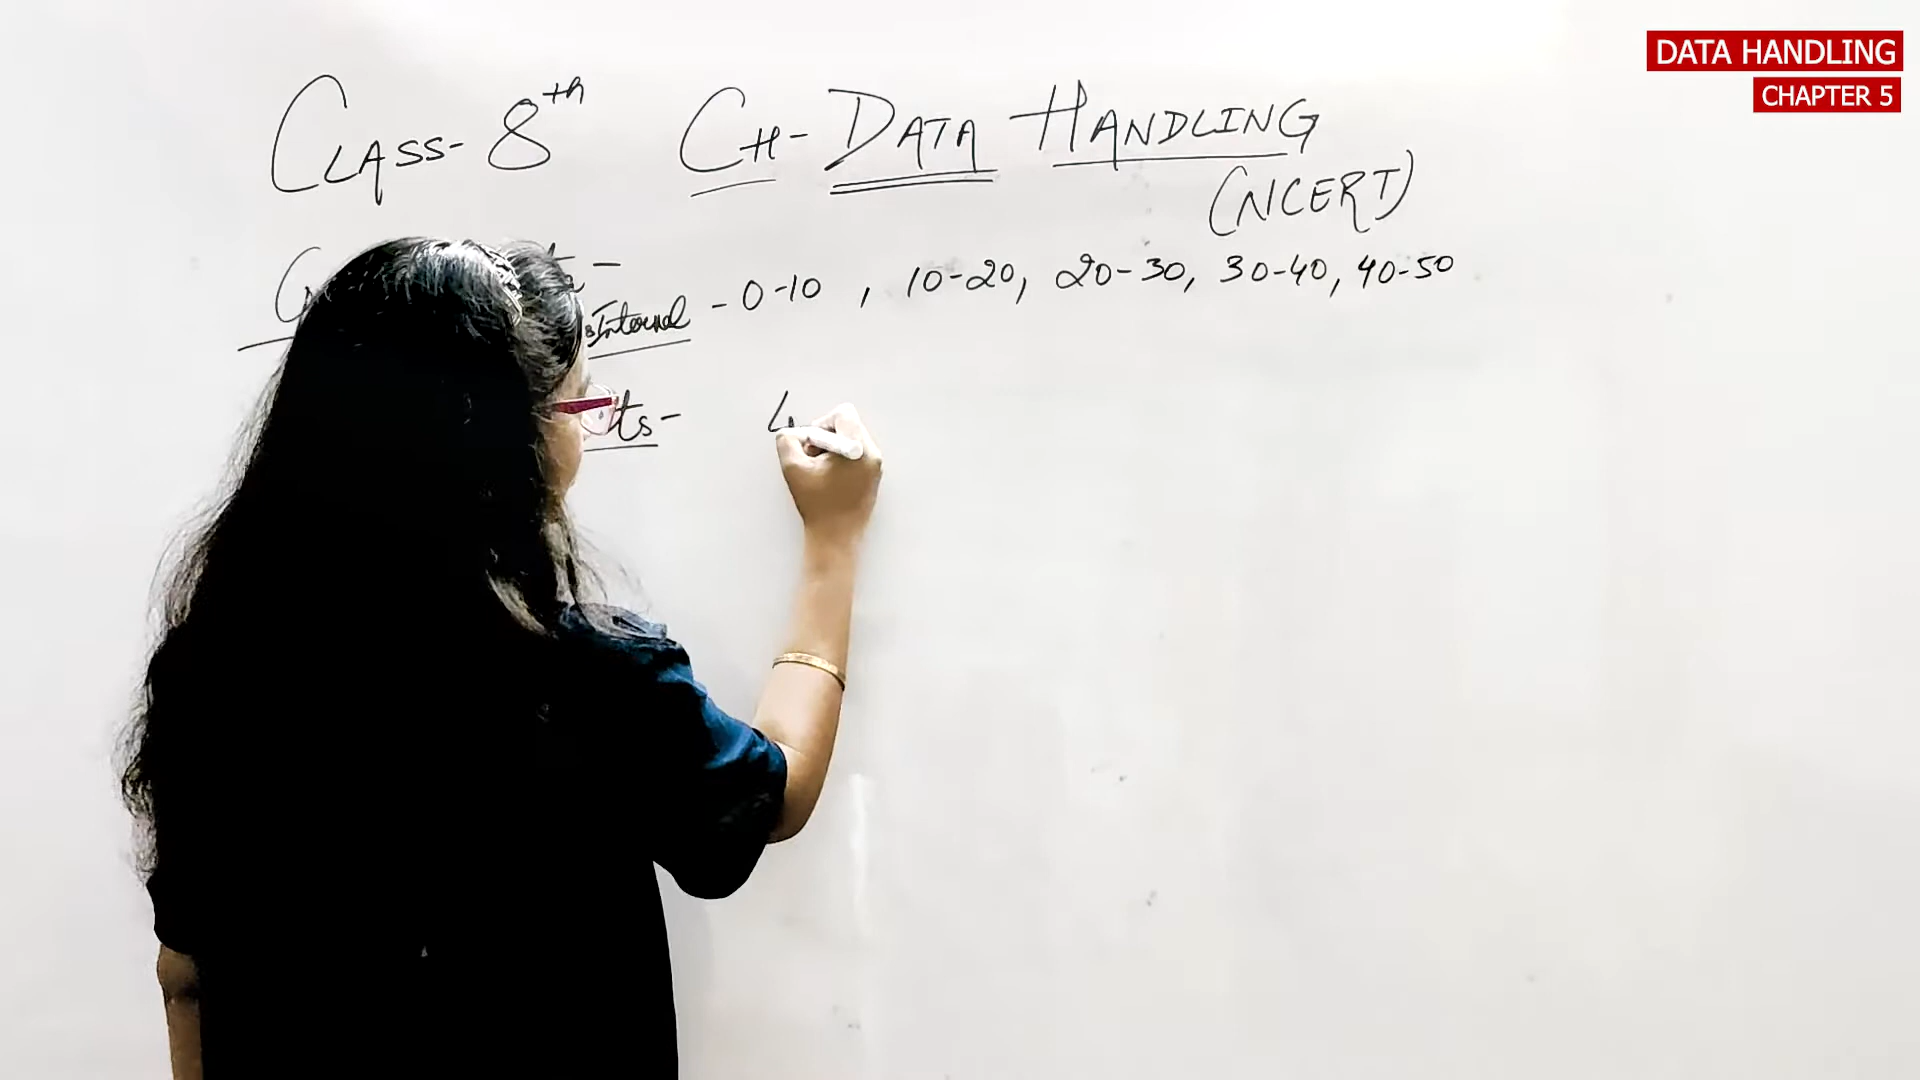 DATA HANDLING
CHAPTER 5
CLASS-8th CH-DATA HANDLING
(NCERT)
Interval - 0-10 , 10-20, 20-30, 30-40, 40-50